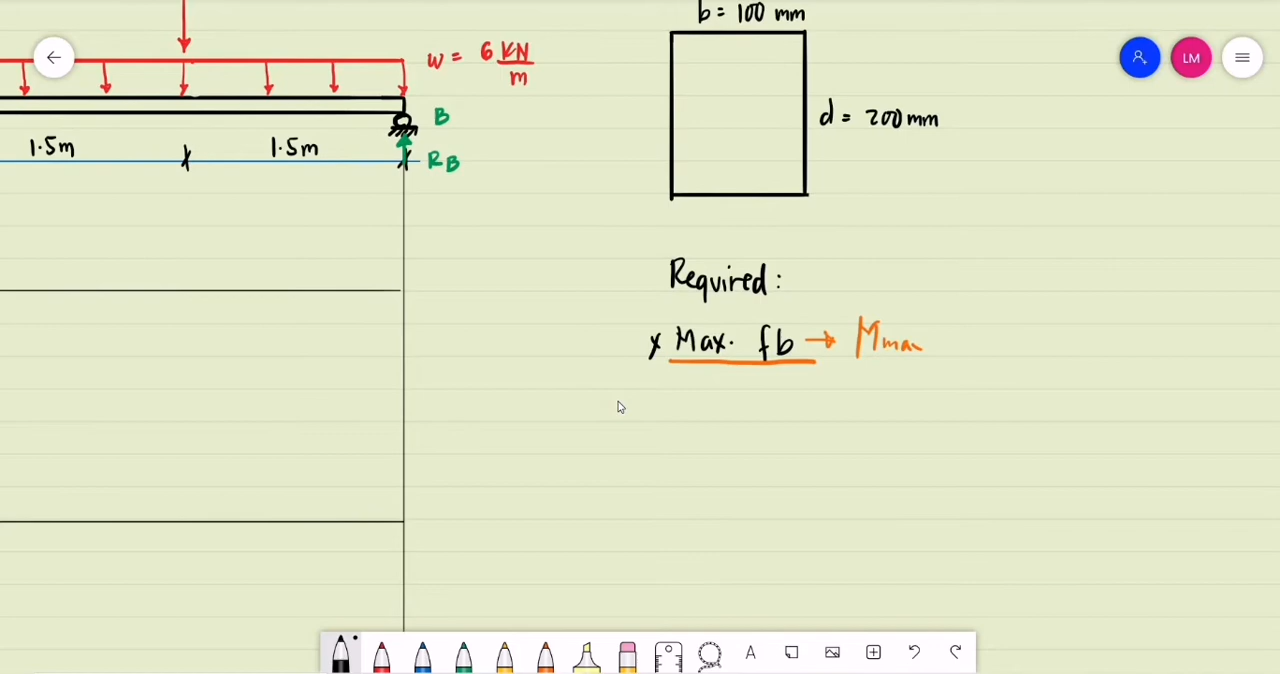 b = 100 mm
w = 6 KN/m
d = 200 mm
B
1.5m 1.5m
RB
Required:
x Max. fb → Mmax
LM
A